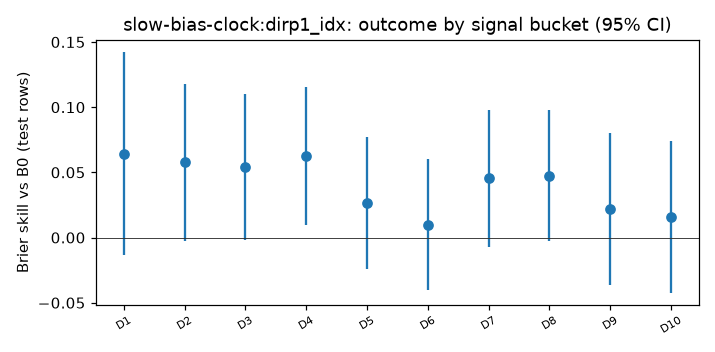 slow-bias-clock:dirp1_idx: outcome by signal bucket (95% CI)
Brier skill vs B0 (test rows)
0.15
0.10
0.05
0.00
−0.05
D1 D2 D3 D4 D5 D6 D7 D8 D9 D10